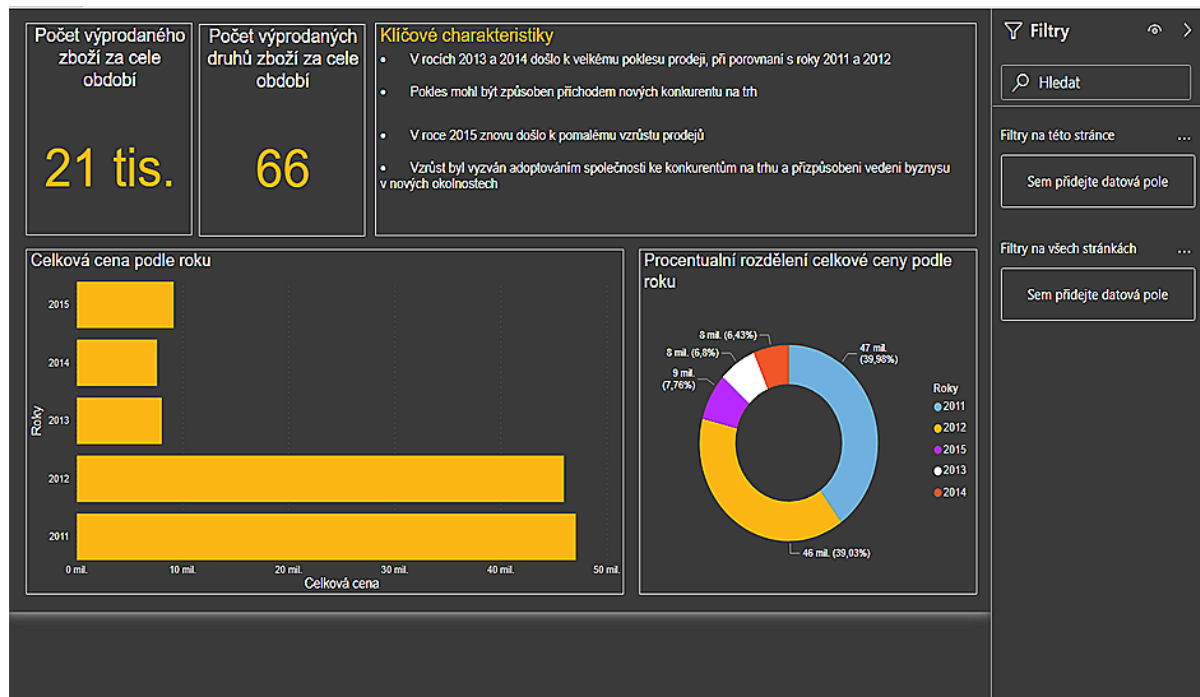 Počet výprodaného
zboží za cele
období
21 tis.
Počet výprodaných
druhů zboží za cele
období
66
Klíčové charakteristiky
• V rocích 2013 a 2014 došlo k velkému poklesu prodeji, při porovnaní s roky 2011 a 2012
• Pokles mohl být způsoben příchodem nových konkurentu na trh
• V roce 2015 znovu došlo k pomalému vzrůstu prodejů
• Vzrůst byl vyzván adoptováním společnosti ke konkurentům na trhu a přizpůsobeni vedeni byznysu
v nových okolnostech
Celková cena podle roku
Roky
2015
2014
2013
2012
2011
0 mil.
10 mil.
20 mil.
30 mil.
40 mil.
50 mil.
Celková cena
Procentualní rozdělení celkové ceny podle
roku
8 mil. (6,43%)
8 mil. (6,8%)
9 mil.
(7,76%)
47 mil.
(39,98%)
46 mil. (39,03%)
Roky
2011
2012
2015
2013
2014
Filtry
Hledat
Filtry na této stránce
...
Sem přidejte datová pole
Filtry na všech stránkách
...
Sem přidejte datová pole